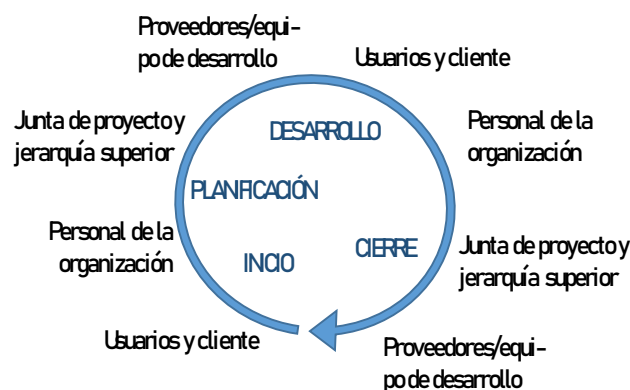 Proveedores/equi-
po de desarrollo
Usuarios y cliente
Junta de proyecto y
jerarquía superior
DESARROLLO
Personal de la
organización
PLANIFICACIÓN
Personal de la
organización
INCIO
CIERRE
Junta de proyecto y
jerarquía superior
Usuarios y cliente
Proveedores/equi-
po de desarrollo